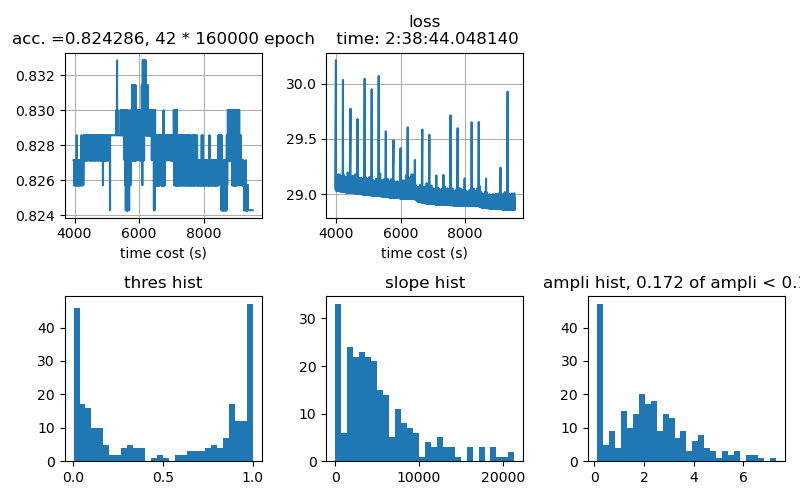 acc. =0.824286, 42 * 160000 epoch
0.832
0.830
0.828
0.826
0.824
4000 6000 8000
time cost (s)
loss
time: 2:38:44.048140
30.0
29.5
29.0
4000 6000 8000
time cost (s)
thres hist
40
30
20
10
0
0.0 0.5 1.0
slope hist
30
20
10
0
0 10000 20000
ampli hist, 0.172 of ampli < 0.1
40
30
20
10
0
0 2 4 6